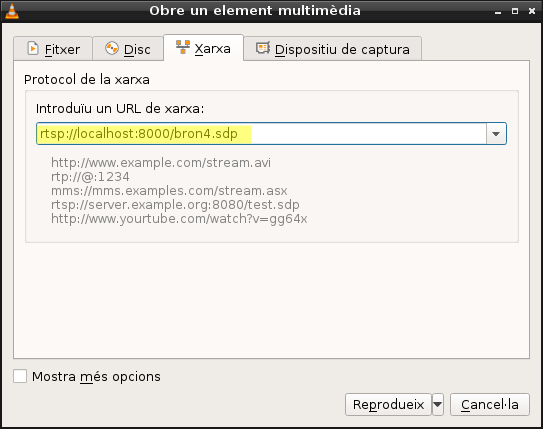 Obre un element multimèdia
Fitxer Disc Xarxa Dispositiu de captura
Protocol de la xarxa
Introduïu un URL de xarxa:
rtsp://localhost:8000/bron4.sdp
http://www.example.com/stream.avi
rtp://@:1234
mms://mms.examples.com/stream.asx
rtsp://server.example.org:8080/test.sdp
http://www.yourtube.com/watch?v=gg64x
Mostra més opcions
Reprodueix Cancel·la